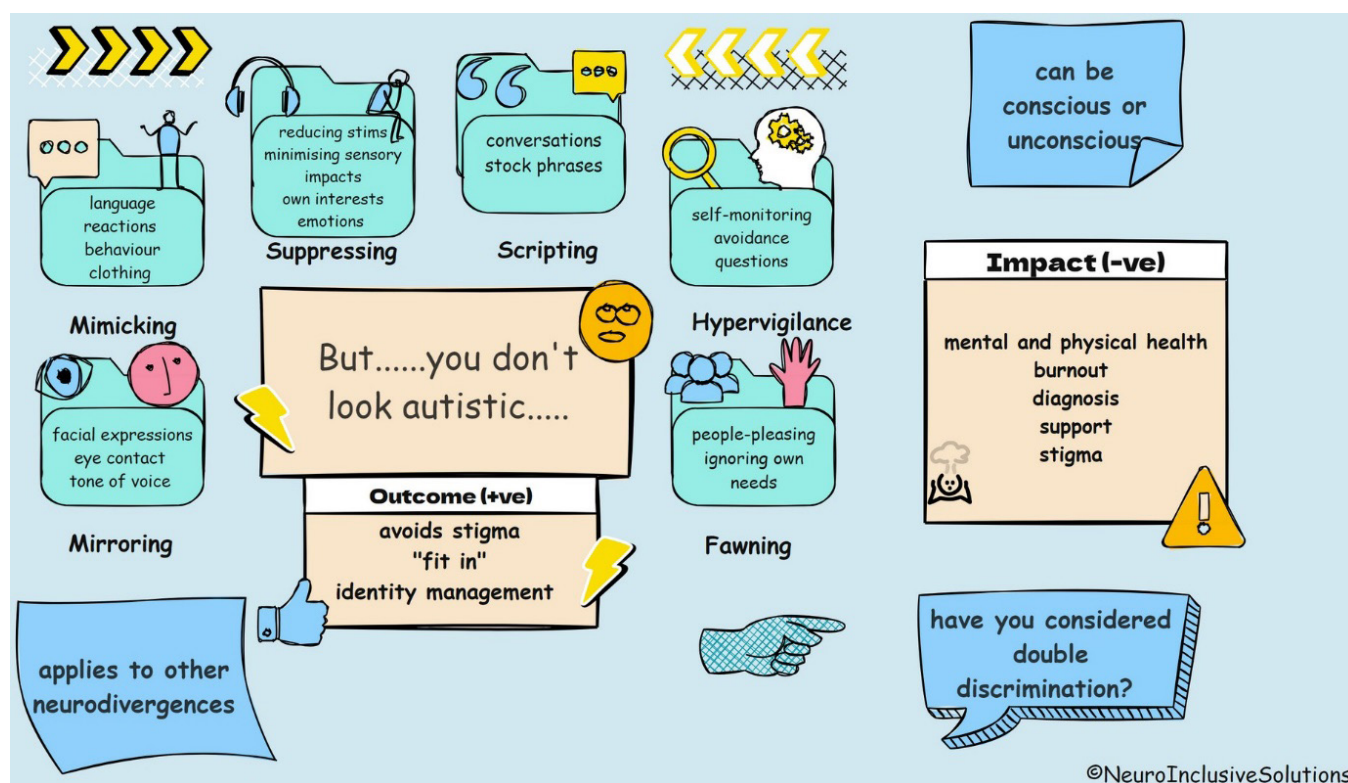 language
reactions
behaviour
clothing
Mimicking
reducing stims
minimising sensory
impacts
own interests
emotions
Suppressing
conversations
stock phrases
Scripting
self-monitoring
avoidance
questions
Hypervigilance
facial expressions
eye contact
tone of voice
Mirroring
But......you don't
look autistic.....
people-pleasing
ignoring own
needs
Fawning
Outcome (+ve)
avoids stigma
"fit in"
identity management
applies to other
neurodivergences
can be
conscious or
unconscious
Impact (-ve)
mental and physical health
burnout
diagnosis
support
stigma
have you considered
double
discrimination?
©NeuroInclusiveSolutions